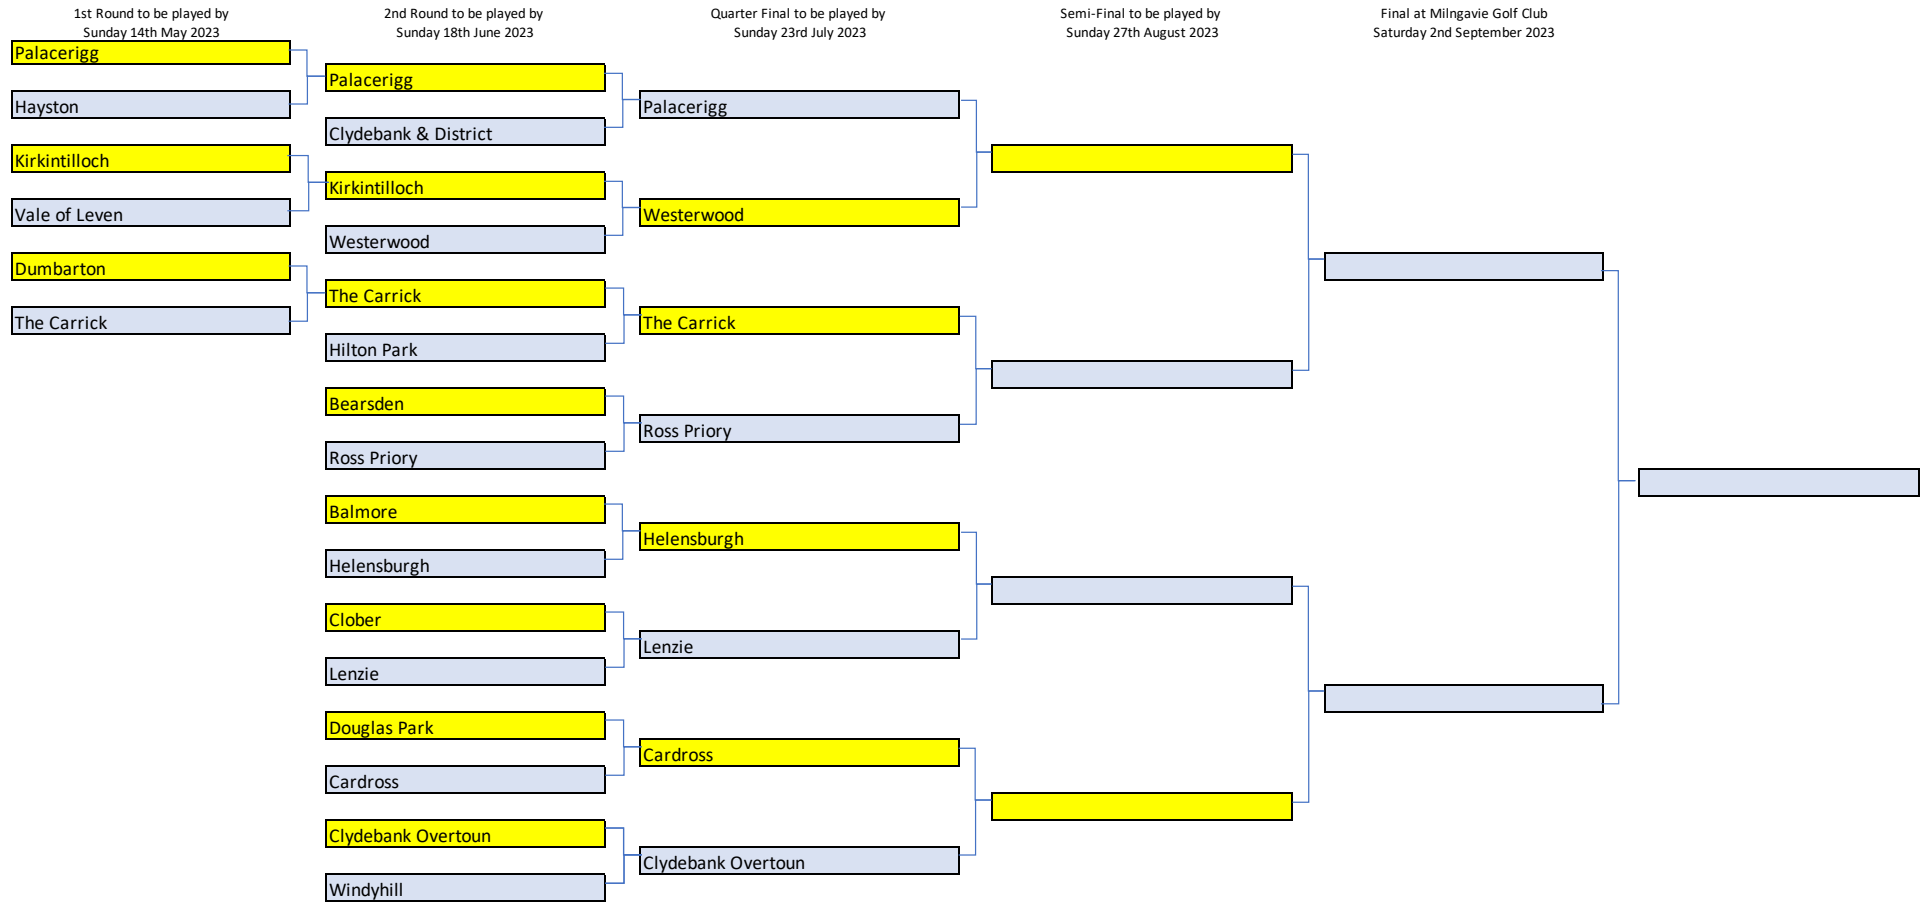 1st Round to be played by
Sunday 14th May 2023
2nd Round to be played by
Sunday 18th June 2023
Quarter Final to be played by
Sunday 23rd July 2023
Semi-Final to be played by
Sunday 27th August 2023
Final at Milngavie Golf Club
Saturday 2nd September 2023
Palacerigg
Hayston
Kirkintilloch
Vale of Leven
Dumbarton
The Carrick
Palacerigg
Clydebank & District
Kirkintilloch
Westerwood
The Carrick
Hilton Park
Bearsden
Ross Priory
Balmore
Helensburgh
Clober
Lenzie
Douglas Park
Cardross
Clydebank Overtoun
Windyhill
Palacerigg
Westerwood
The Carrick
Ross Priory
Helensburgh
Lenzie
Cardross
Clydebank Overtoun